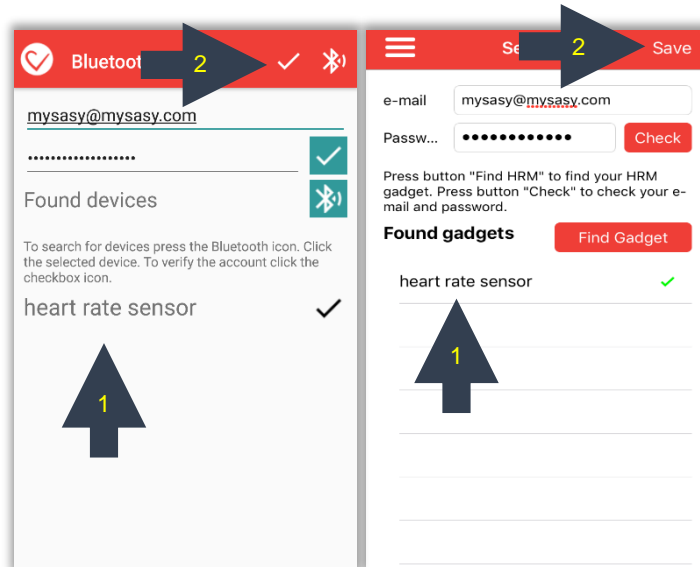 Bluetoot
2
mysasy@mysasy.com
•••••••••••••••••••
Found devices
To search for devices press the Bluetooth icon. Click
the selected device. To verify the account click the
checkbox icon.
heart rate sensor
1
Se
2
Save
e-mail
mysasy@mysasy.com
Passw...
••••••••••••
Check
Press button "Find HRM" to find your HRM
gadget. Press button "Check" to check your e-
mail and password.
Found gadgets
Find Gadget
heart rate sensor
1